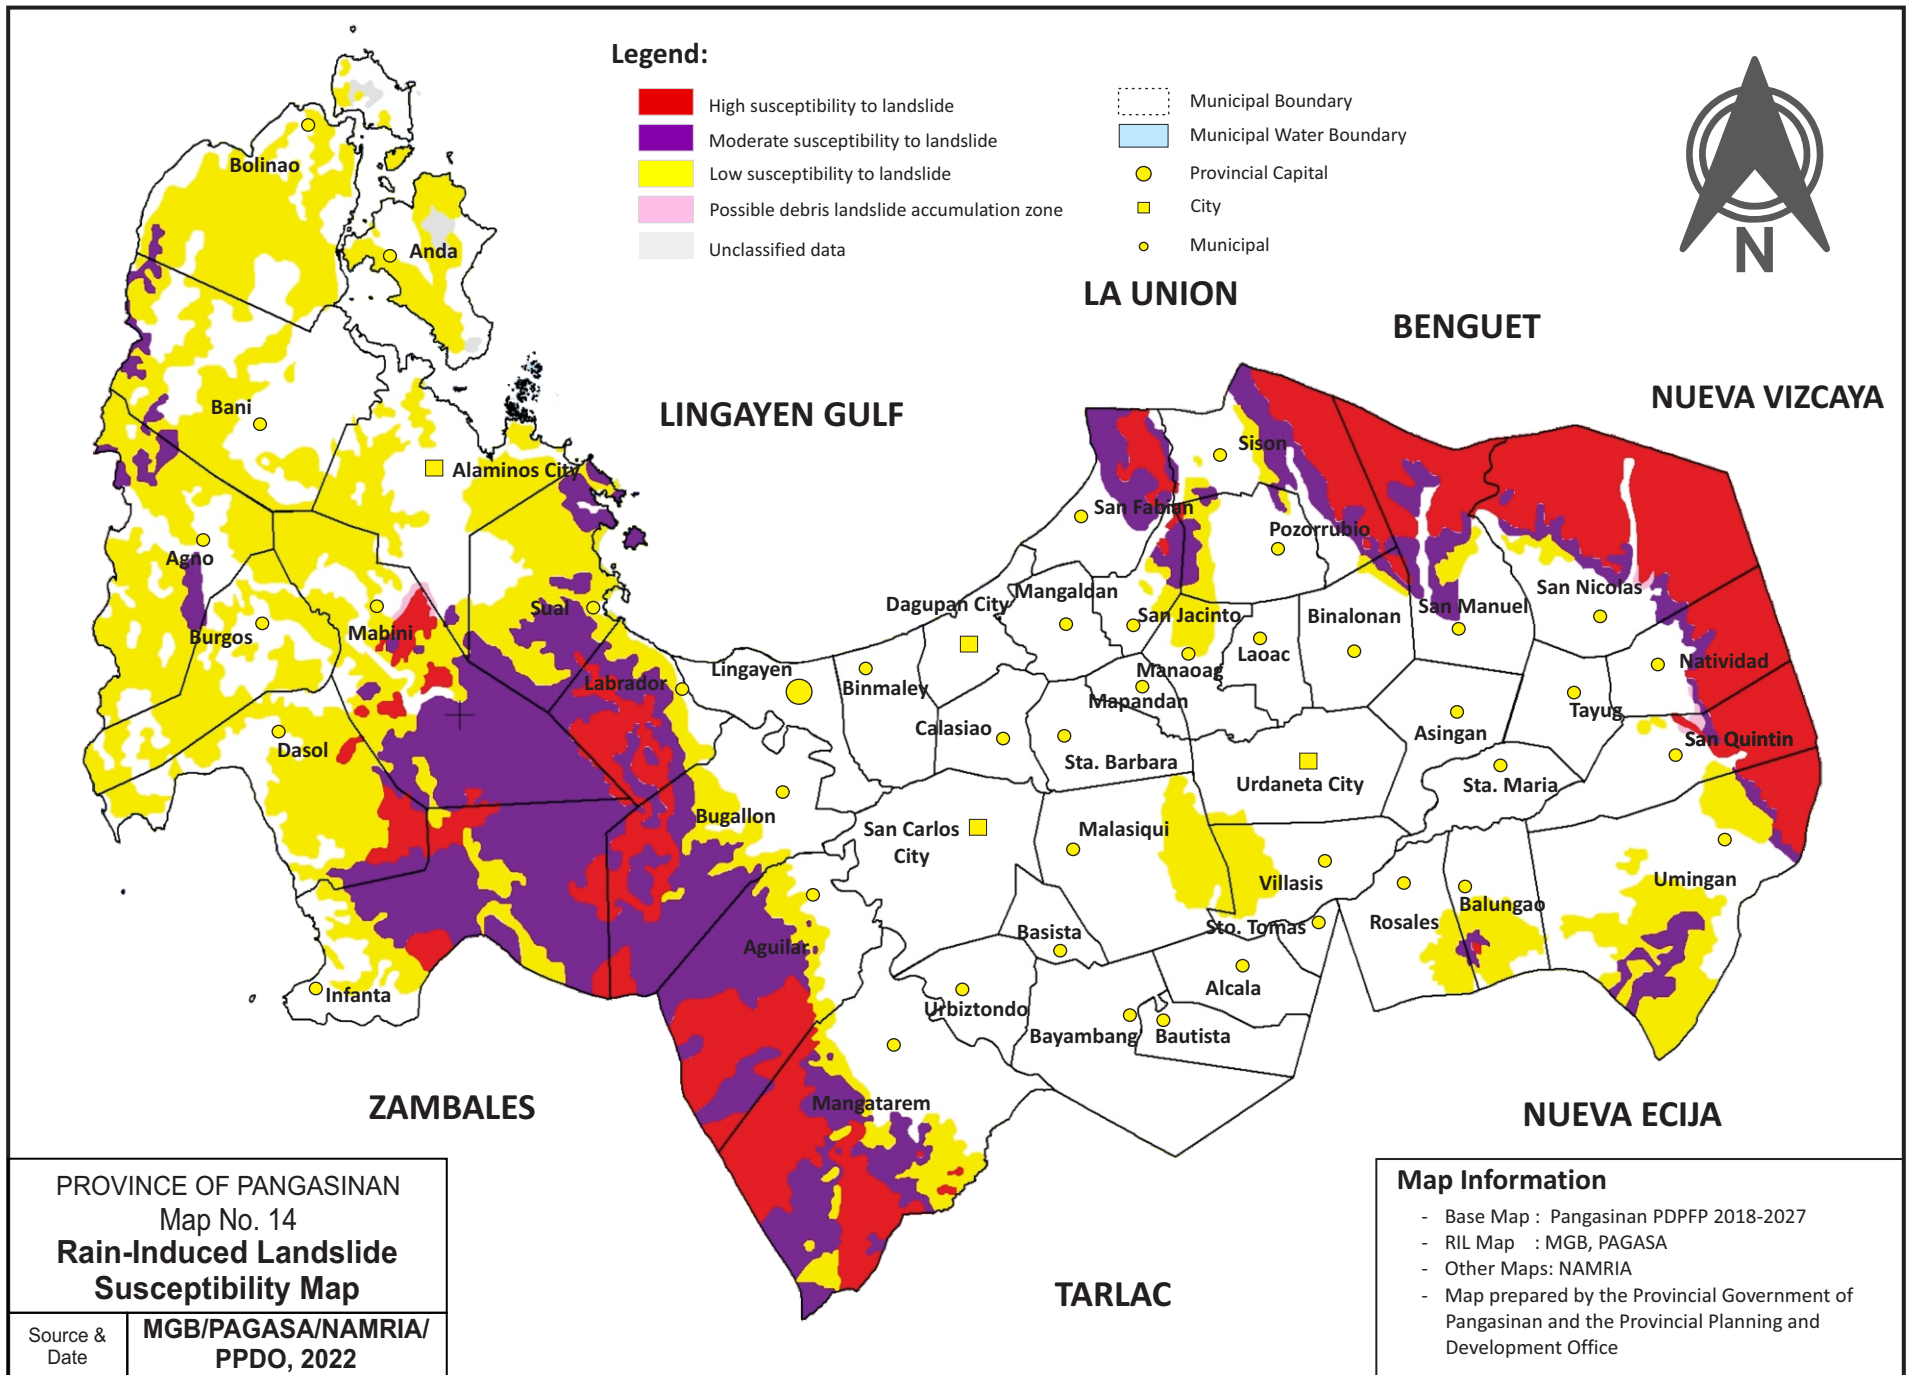 Legend:
High susceptibility to landslide
Moderate susceptibility to landslide
Low susceptibility to landslide
Possible debris landslide accumulation zone
Unclassified data
Municipal Boundary
Municipal Water Boundary
Provincial Capital
City
Municipal
N
LA UNION
BENGUET
NUEVA VIZCAYA
LINGAYEN GULF
Bolinao
Anda
Bani
Alaminos City
Sison
San Fabian
Pozorrubio
Agno
Burgos
Mabini
Sual
Dagupan City
Mangaldan
San Jacinto
Binalonan
San Manuel
San Nicolas
Laoac
Manaoag
Mapandan
Natividad
Labrador
Lingayen
Binmaley
Calasiao
Sta. Barbara
Urdaneta City
Asingan
Tayug
San Quintin
Sta. Maria
Dasol
Bugallon
San Carlos
City
Malasiqui
Villasis
Rosales
Balungao
Umingan
Aguilar
Basista
Sto. Tomas
Infanta
Urbiztondo
Bayambang
Bautista
Alcala
Mangatarem
ZAMBALES
TARLAC
NUEVA ECIJA
PROVINCE OF PANGASINAN
Map No. 14
Rain-Induced Landslide
Susceptibility Map
Source &
Date
MGB/PAGASA/NAMRIA/
PPDO, 2022
Map Information
- Base Map : Pangasinan PDPFP 2018-2027
- RIL Map : MGB, PAGASA
- Other Maps: NAMRIA
- Map prepared by the Provincial Government of
Pangasinan and the Provincial Planning and
Development Office